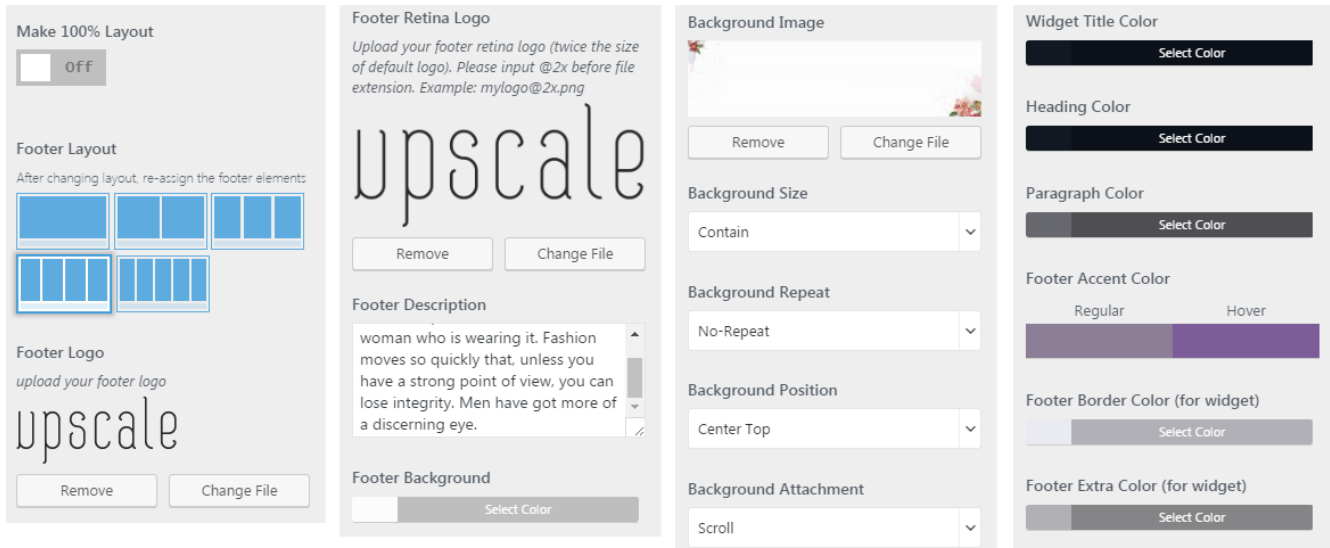 Make 100% Layout
Off
Footer Layout
After changing layout, re-assign the footer elements
Footer Logo
upload your footer logo
upscale
Remove
Change File
Footer Retina Logo
Upload your footer retina logo (twice the size
of default logo). Please input @2x before file
extension. Example: mylogo@2x.png
upscale
Remove
Change File
Footer Description
woman who is wearing it. Fashion
moves so quickly that, unless you
have a strong point of view, you can
lose integrity. Men have got more of
a discerning eye.
Footer Background
Select Color
Background Image
Remove
Change File
Background Size
Contain
Background Repeat
No-Repeat
Background Position
Center Top
Background Attachment
Scroll
Widget Title Color
Select Color
Heading Color
Select Color
Paragraph Color
Select Color
Footer Accent Color
Regular
Hover
Footer Border Color (for widget)
Select Color
Footer Extra Color (for widget)
Select Color